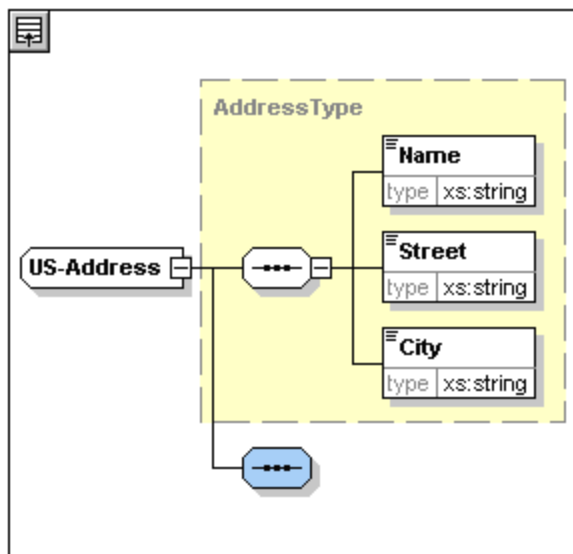 AddressType
Name
type xs:string
US-Address
Street
type xs:string
City
type xs:string